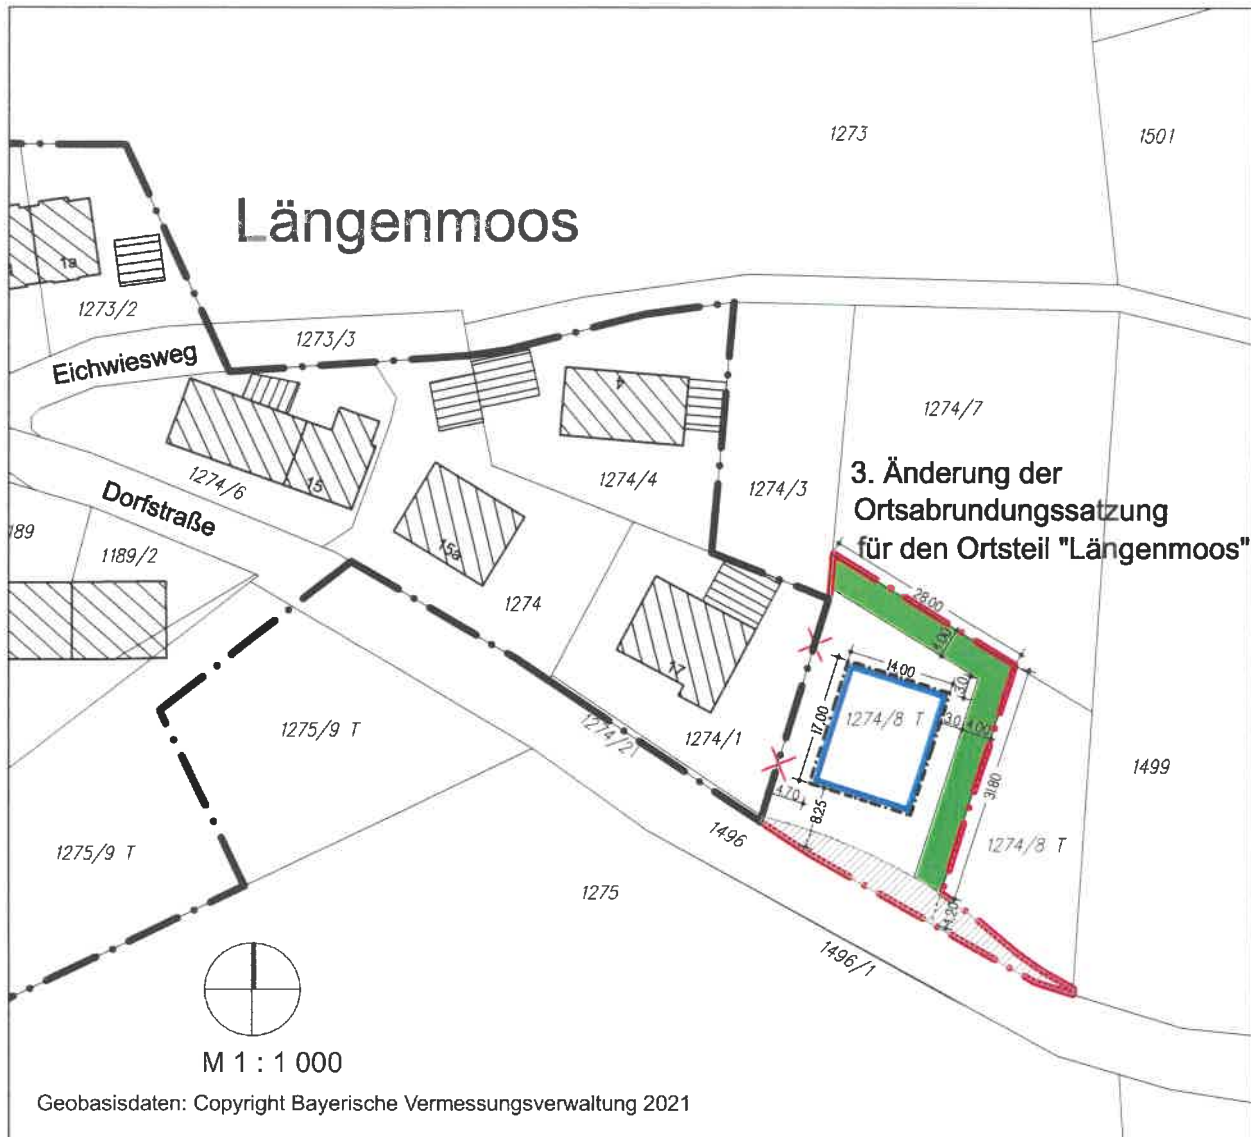 1273
1501
Längenmoos
1a
1273/2
1273/3
Eichwiesweg
4
1274/7
1274/6
15
1274/4
1274/3
3. Änderung der
Ortsabrundungssatzung
für den Ortsteil "Längenmoos"
Dorfstraße
189
1189/2
15a
28.00
1274
4.00
17
14.00
3.0
17.00
1274/8 T
3.0
4.00
1275/9 T
1274/2
1274/1
1499
31.80
4.70
8.25
1496
1274/8 T
1275/9 T
1275
4.20
1496/1
M 1 : 1 000
Geobasisdaten: Copyright Bayerische Vermessungsverwaltung 2021